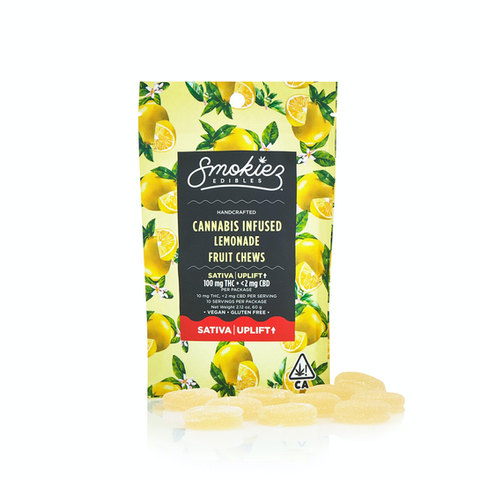 Smokiez
EDIBLES
HANDCRAFTED
CANNABIS INFUSED
LEMONADE
FRUIT CHEWS
SATIVA | UPLIFT↑
100 mg THC • <2 mg CBD
PER PACKAGE
10 mg THC, <2 mg CBD PER SERVING
10 SERVINGS PER PACKAGE
Net Weight 2.12 oz, 60 g
• VEGAN • GLUTEN FREE •
SATIVA | UPLIFT↑
CA